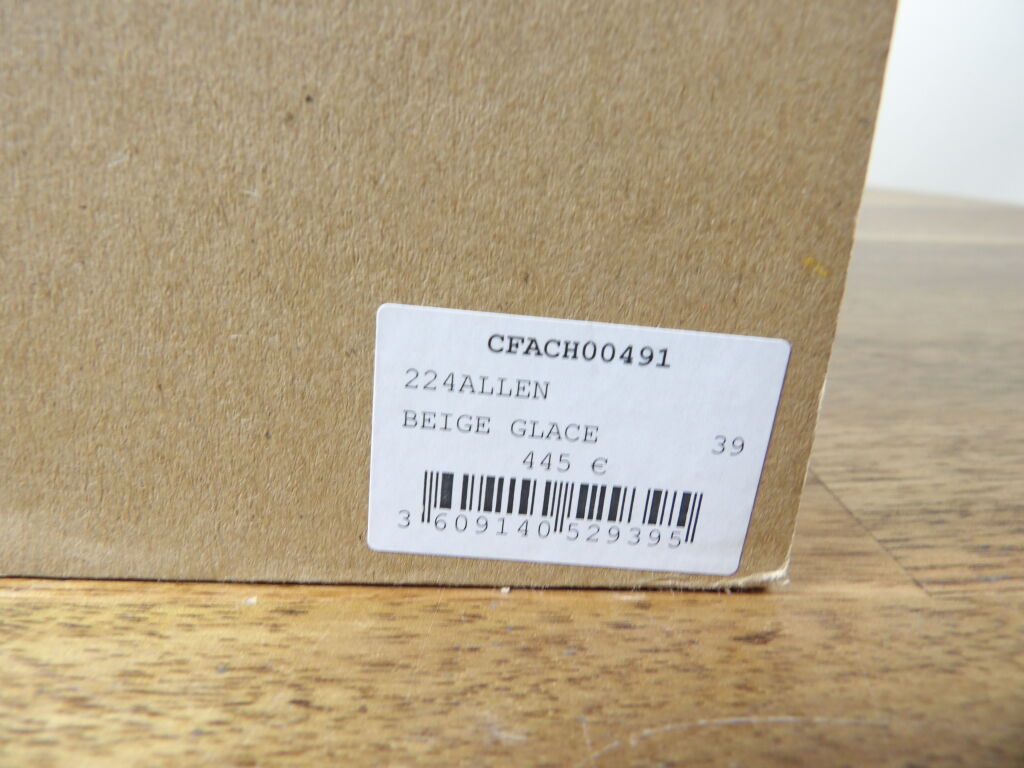 CFACH00491
224ALLEN
BEIGE GLACE
39
445 €
3 609140 529395